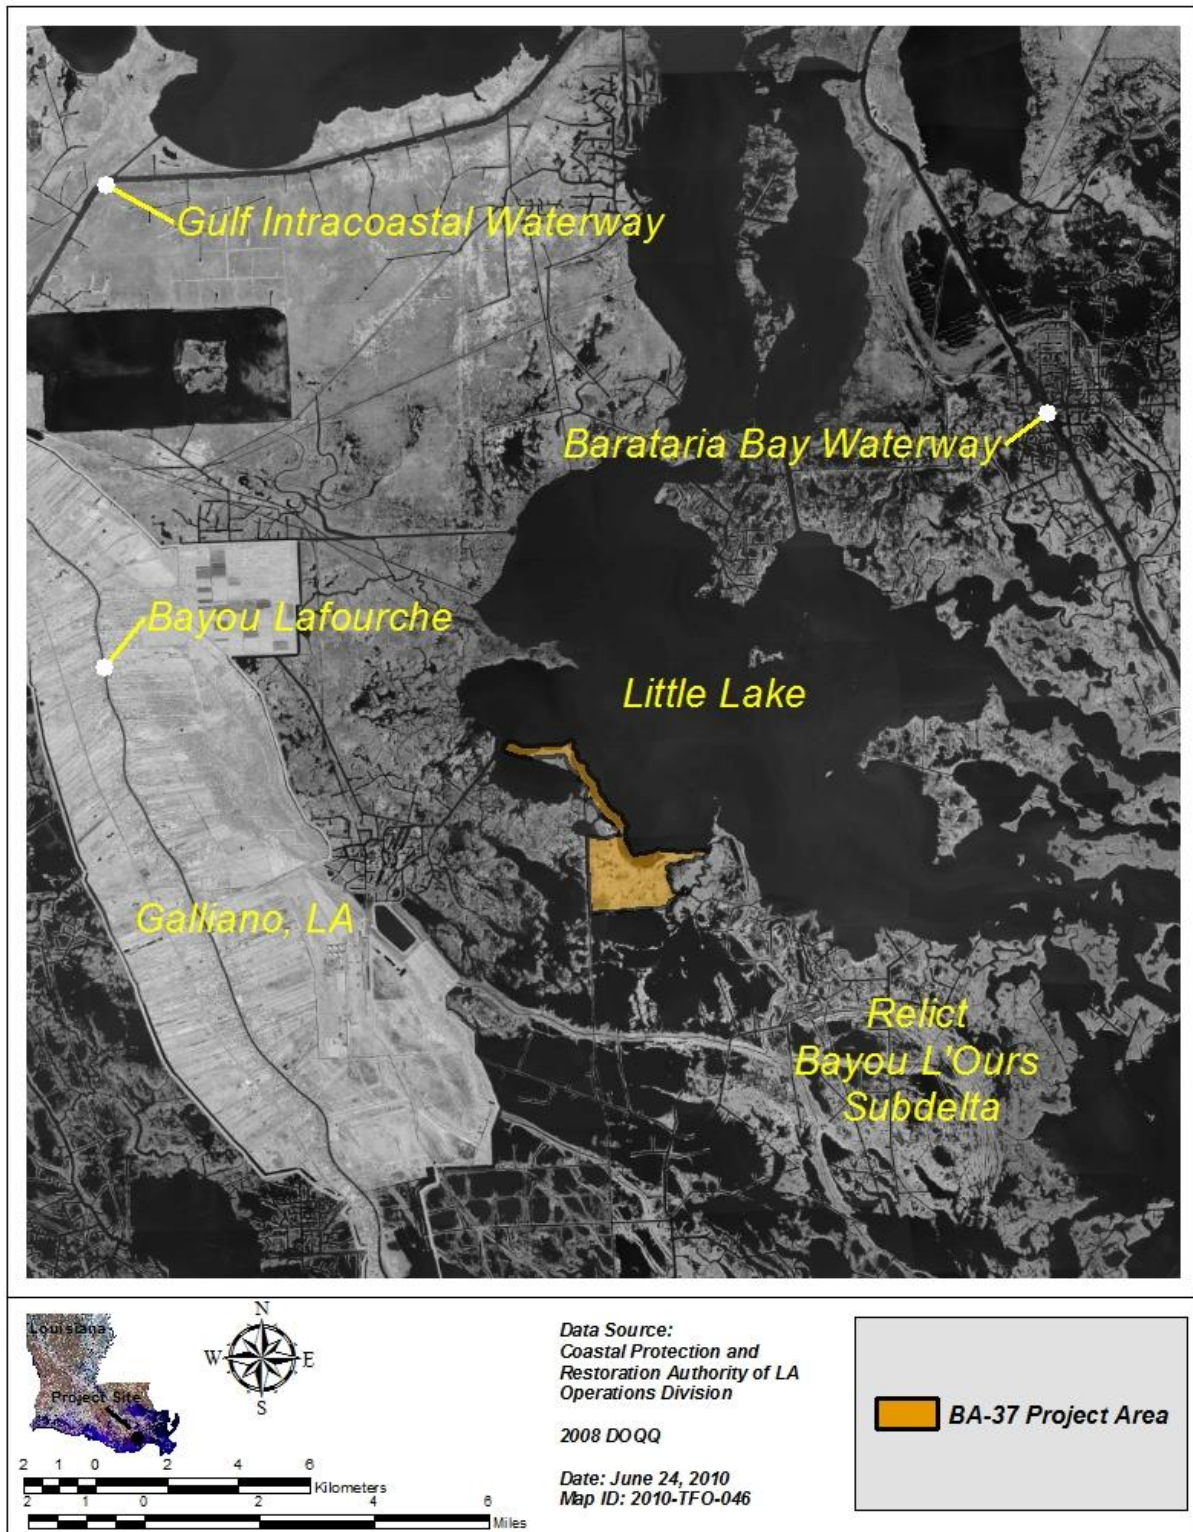 Gulf Intracoastal Waterway
Barataria Bay Waterway
Bayou Lafourche
Little Lake
Galliano, LA
Relict
Bayou L'Ours
Subdelta
Louisiana
Project Site
N
W E
S
2 1 0 2 4 6
Kilometers
2 1 0 2 4 6
Miles
Data Source:
Coastal Protection and
Restoration Authority of LA
Operations Division
2008 DOQQ
Date: June 24, 2010
Map ID: 2010-TFO-046
BA-37 Project Area